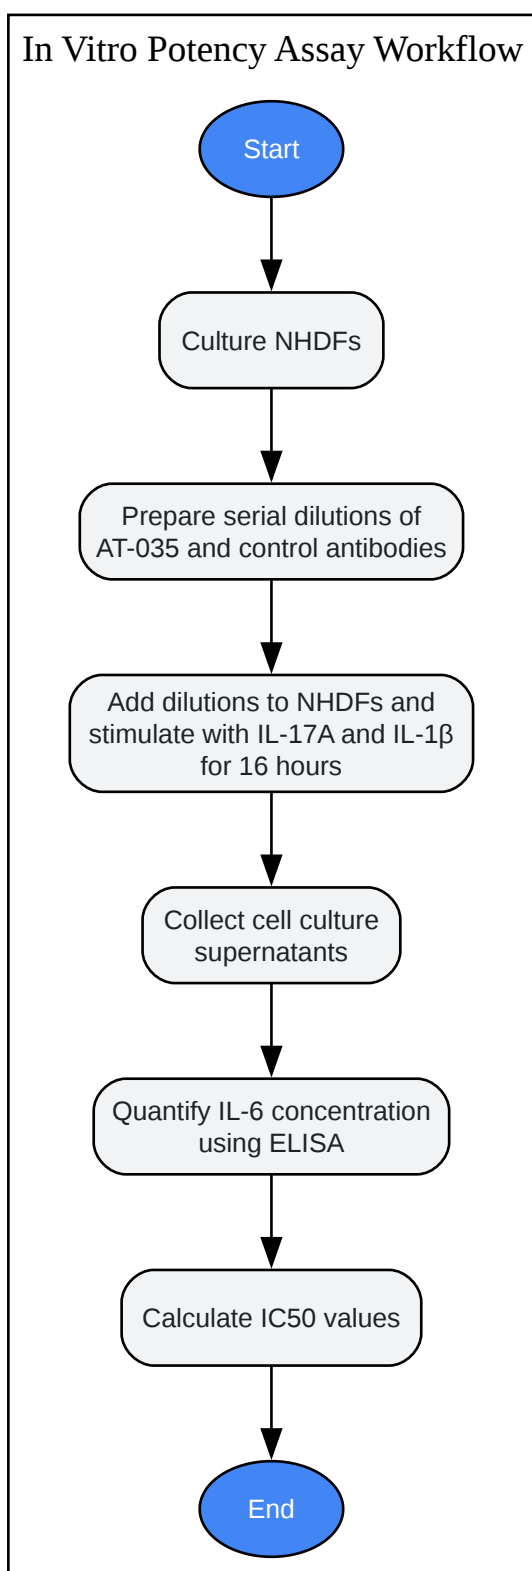 In Vitro Potency Assay Workflow
Start
Culture NHDFs
Prepare serial dilutions of
AT-035 and control antibodies
Add dilutions to NHDFs and
stimulate with IL-17A and IL-1β
for 16 hours
Collect cell culture
supernatants
Quantify IL-6 concentration
using ELISA
Calculate IC50 values
End